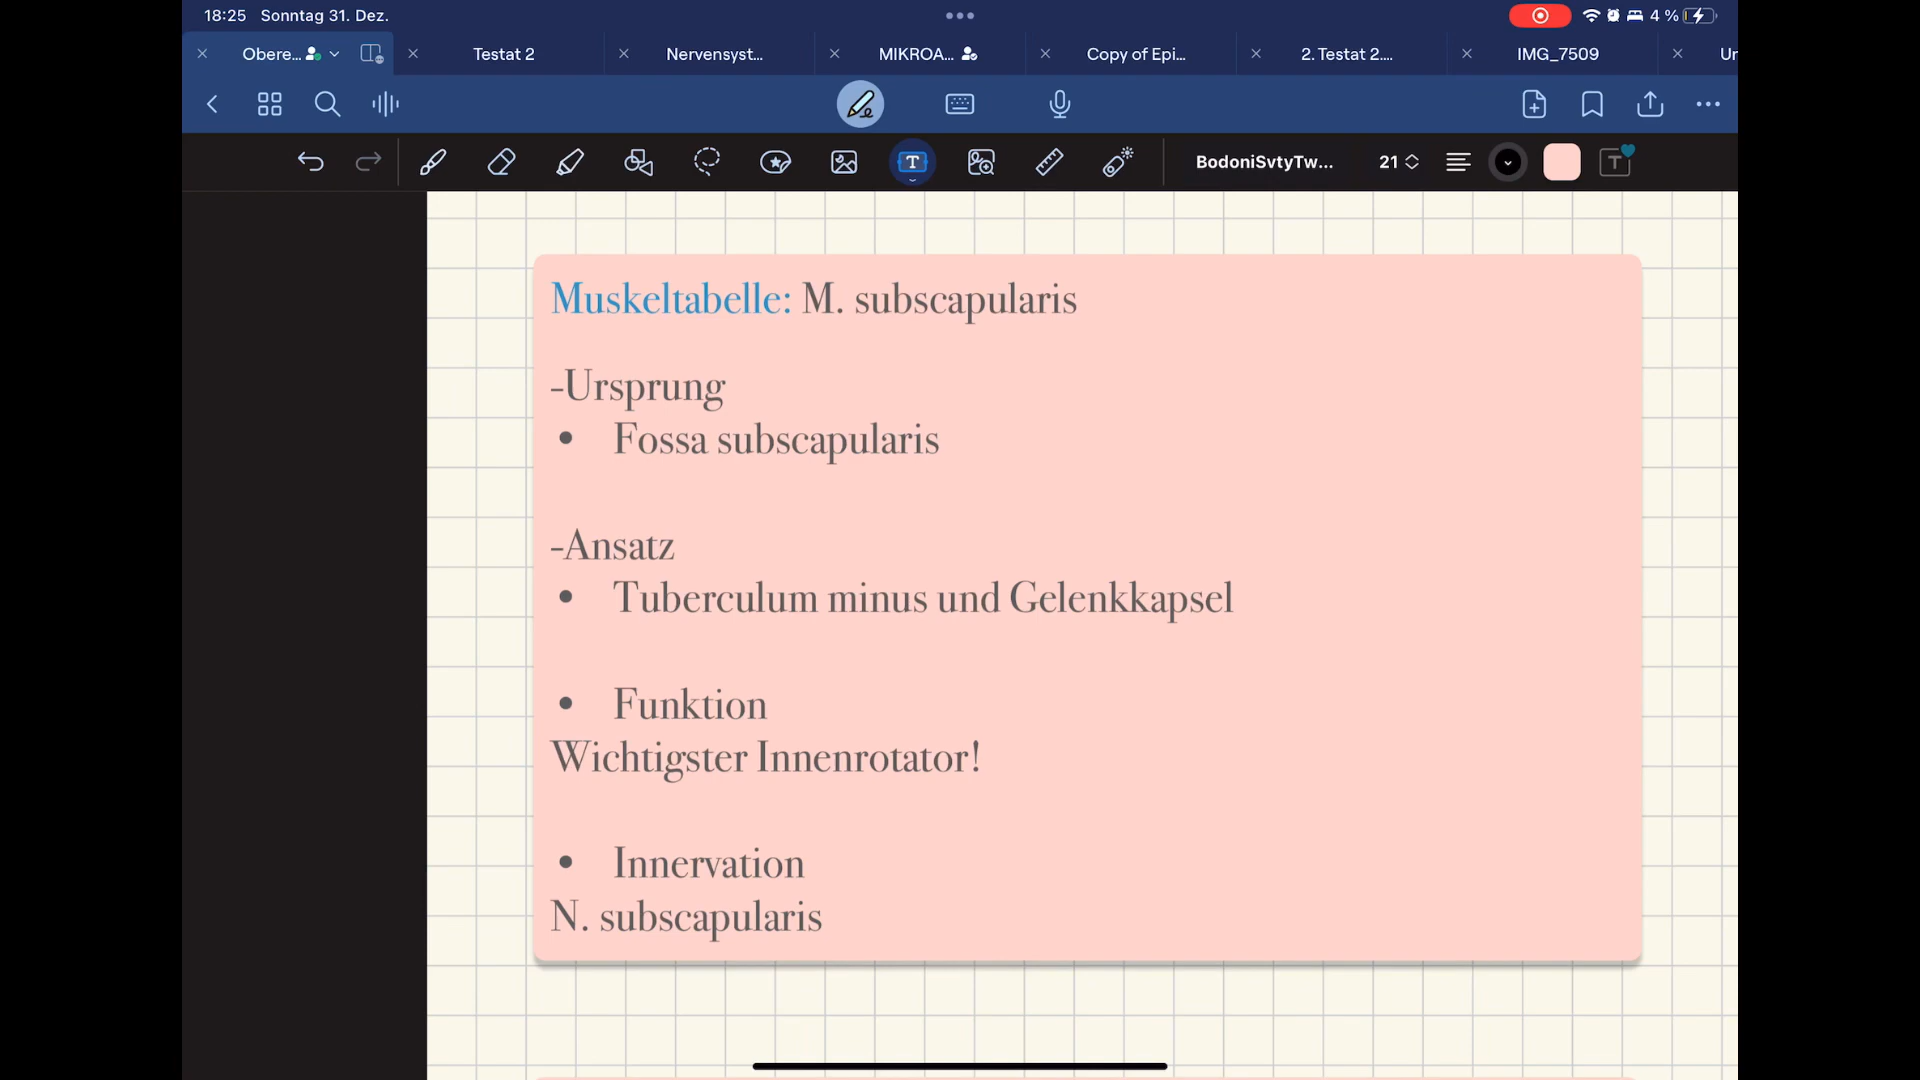 18:25 Sonntag 31. Dez.
4 %
Obere... Testat 2 Nervensyst... MIKROA... Copy of Epi... 2. Testat 2.... IMG_7509 Ur
BodoniSvtyTw... 21
Muskeltabelle: M. subscapularis
-Ursprung
• Fossa subscapularis
-Ansatz
• Tuberculum minus und Gelenkkapsel
• Funktion
Wichtigster Innenrotator!
• Innervation
N. subscapularis